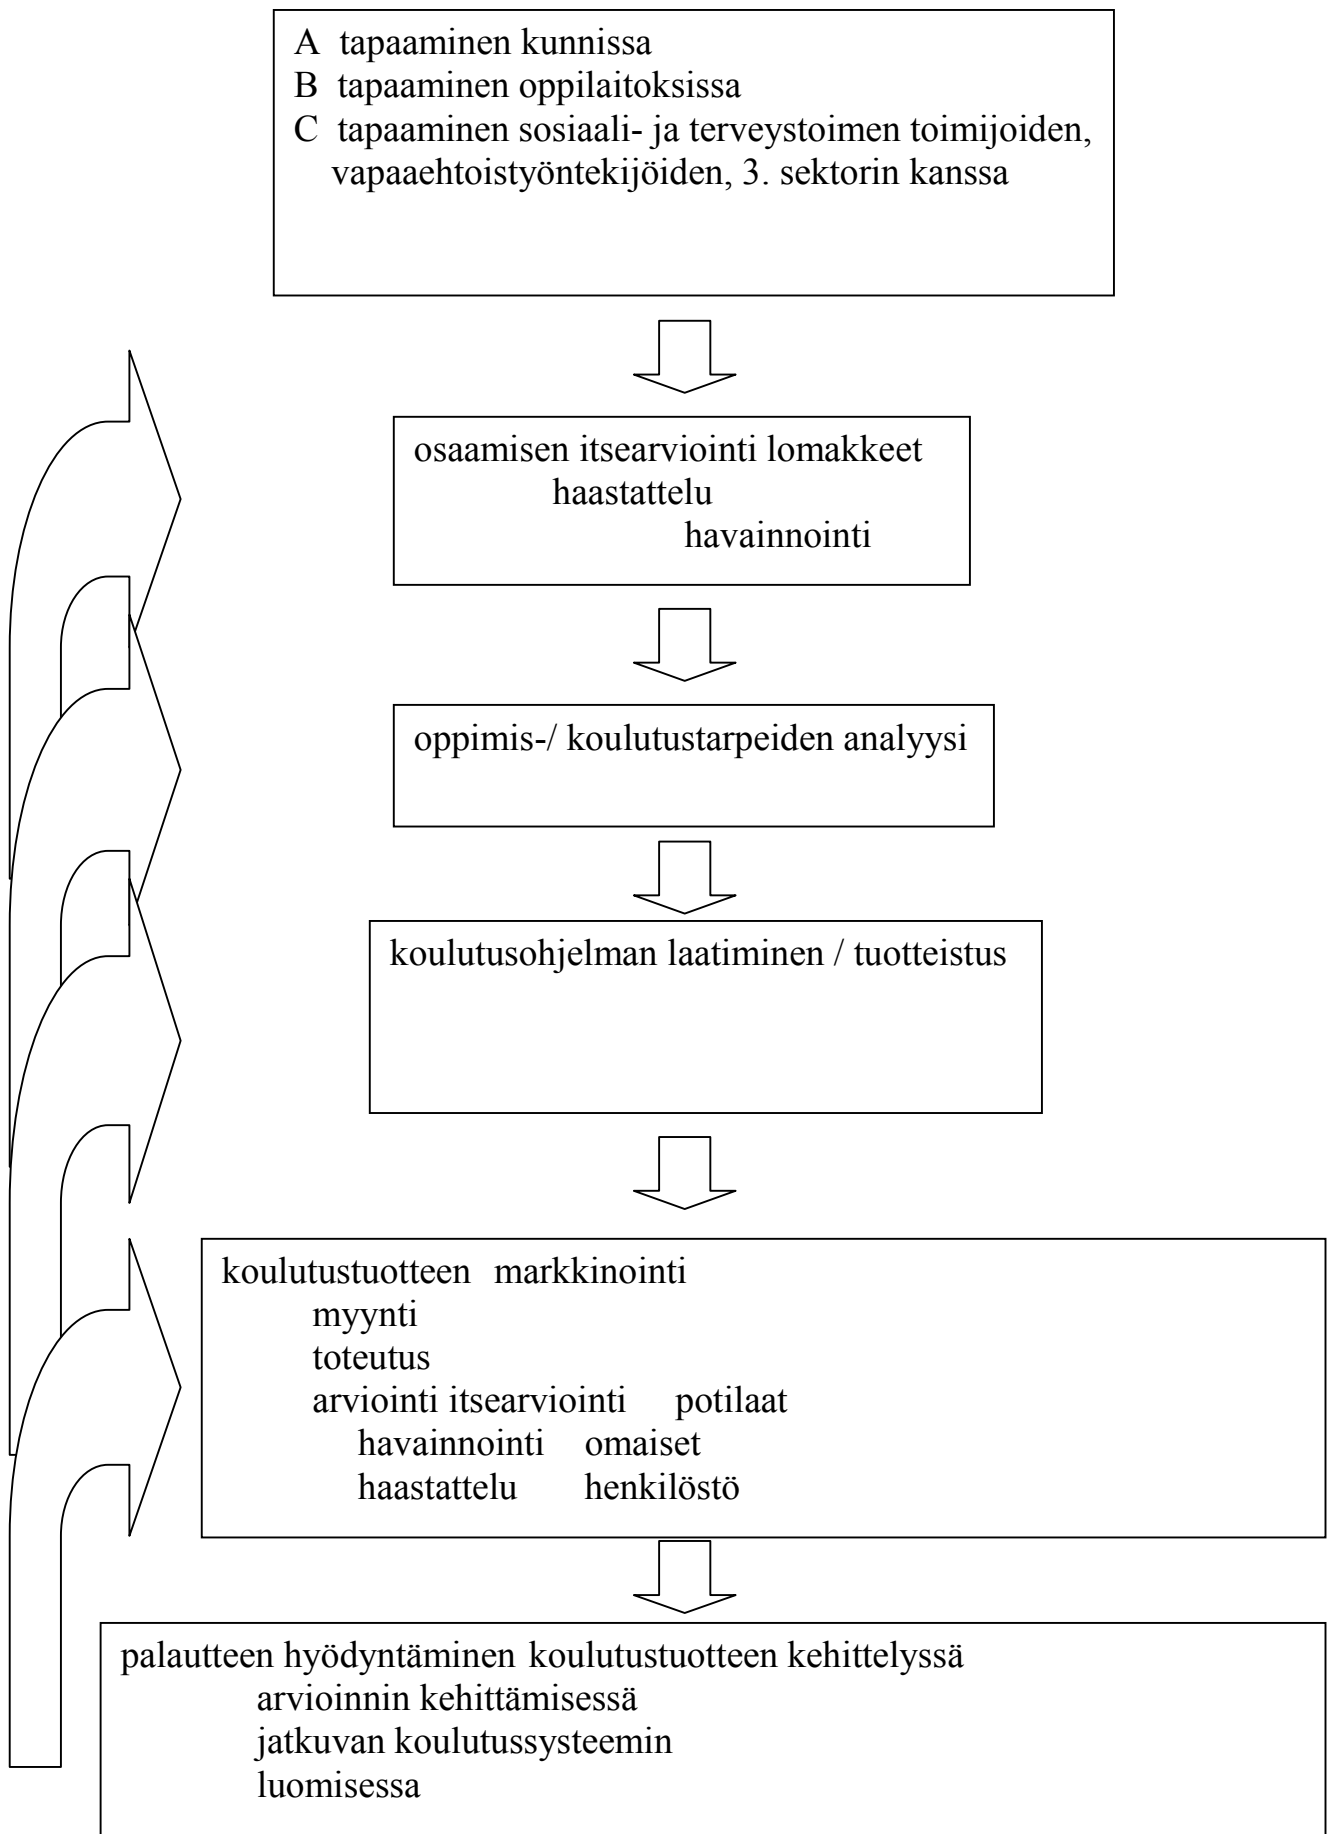 A tapaaminen kunnissa
B tapaaminen oppilaitoksissa
C tapaaminen sosiaali- ja terveystoimen toimijoiden,
vapaaehtoistyöntekijöiden, 3. sektorin kanssa
osaamisen itsearviointi lomakkeet
haastattelu
havainnointi
oppimis-/ koulutustarpeiden analyysi
koulutusohjelman laatiminen / tuotteistus
koulutustuotteen markkinointi
myynti
toteutus
arviointi itsearviointi potilaat
havainnointi omaiset
haastattelu henkilöstö
palautteen hyödyntäminen koulutustuotteen kehittelyssä
arvioinnin kehittämisessä
jatkuvan koulutussysteemin
luomisessa